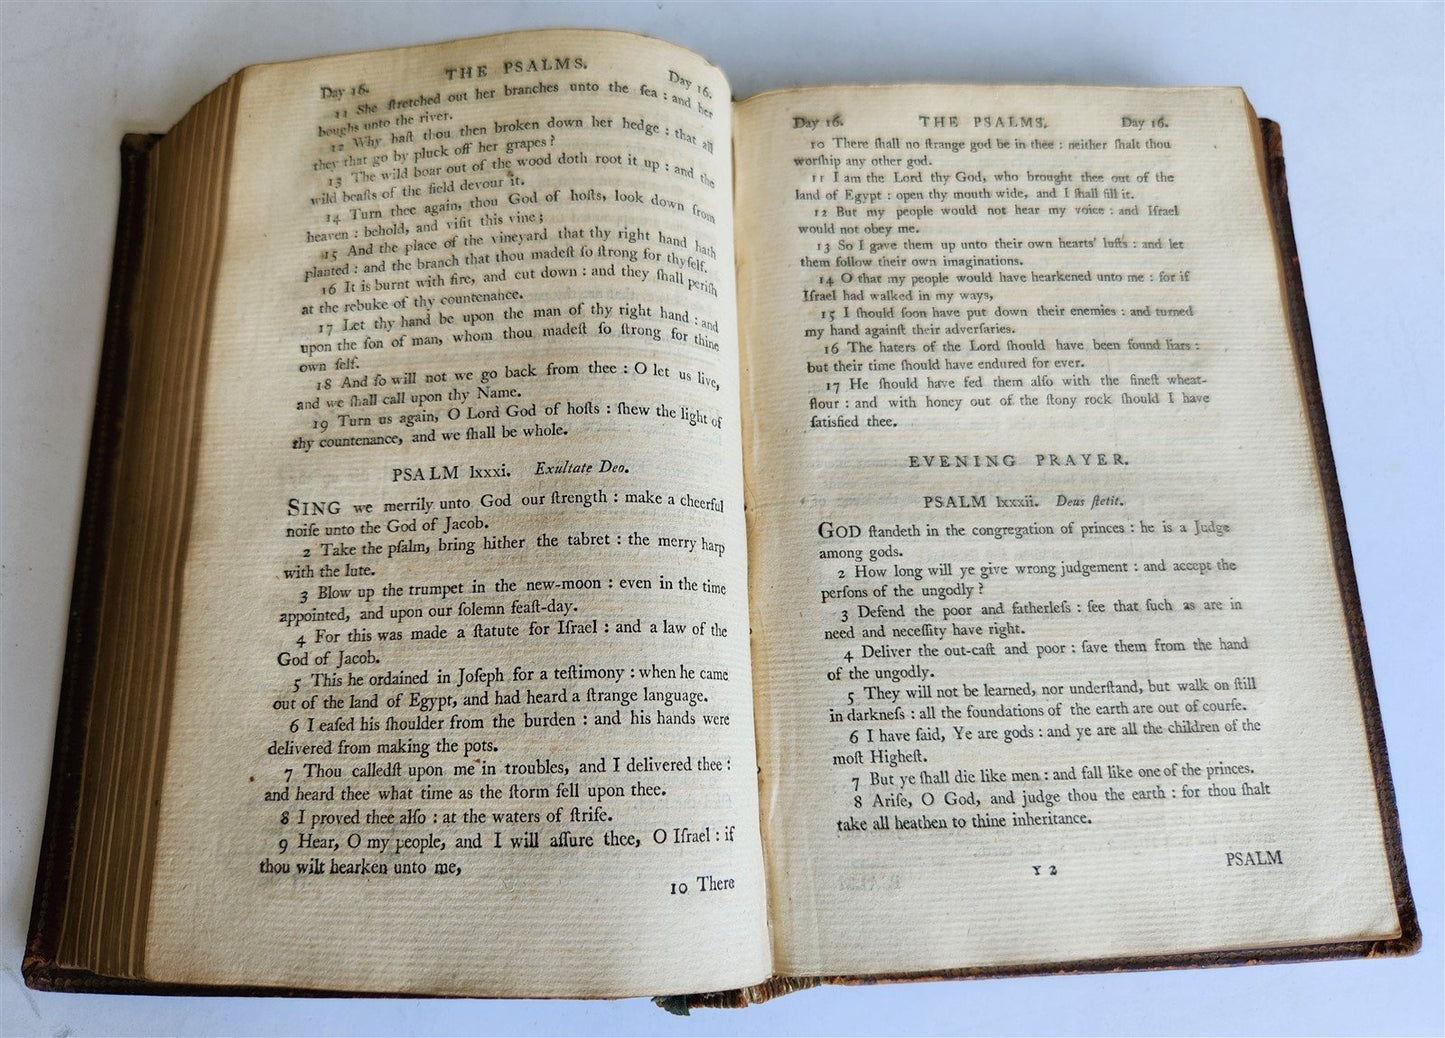 THE PSALMS.
Day 16. Day 16.
11 She ſtretched out her branches unto the ſea : and her
boughs unto the river.
12 Why haſt thou then broken down her hedge : that all
they that go by pluck off her grapes ?
13 The wild boar out of the wood doth root it up : and the
wild beaſts of the field devour it.
14 Turn thee again, thou God of hoſts, look down from
heaven : behold, and viſit this vine ;
15 And the place of the vineyard that thy right hand hath
planted : and the branch that thou madeſt ſo ſtrong for thyſelf.
16 It is burnt with fire, and cut down : and they ſhall periſh
at the rebuke of thy countenance.
17 Let thy hand be upon the man of thy right hand : and
upon the ſon of man, whom thou madeſt ſo ſtrong for thine
own ſelf.
18 And ſo will not we go back from thee : O let us live,
and we ſhall call upon thy Name.
19 Turn us again, O Lord God of hoſts : ſhew the light of
thy countenance, and we ſhall be whole.
PSALM lxxxi. Exultate Deo.
SING we merrily unto God our ſtrength : make a cheerful
noiſe unto the God of Jacob.
2 Take the pſalm, bring hither the tabret : the merry harp
with the lute.
3 Blow up the trumpet in the new-moon : even in the time
appointed, and upon our ſolemn feaſt-day.
4 For this was made a ſtatute for Iſrael : and a law of the
God of Jacob.
5 This he ordained in Joſeph for a teſtimony : when he came
out of the land of Egypt, and had heard a ſtrange language.
6 I eaſed his ſhoulder from the burden : and his hands were
delivered from making the pots.
7 Thou calledſt upon me in troubles, and I delivered thee :
and heard thee what time as the ſtorm fell upon thee.
8 I proved thee alſo : at the waters of ſtrife.
9 Hear, O my people, and I will aſſure thee, O Iſrael : if
thou wilt hearken unto me,
10 There
Day 16. THE PSALMS. Day 16.
10 There ſhall no ſtrange god be in thee : neither ſhalt thou
worſhip any other god.
11 I am the Lord thy God, who brought thee out of the
land of Egypt : open thy mouth wide, and I ſhall fill it.
12 But my people would not hear my voice : and Iſrael
would not obey me.
13 So I gave them up unto their own hearts' luſts : and let
them follow their own imaginations.
14 O that my people would have hearkened unto me : for if
Iſrael had walked in my ways,
15 I ſhould ſoon have put down their enemies : and turned
my hand againſt their adverſaries.
16 The haters of the Lord ſhould have been found liars :
but their time ſhould have endured for ever.
17 He ſhould have fed them alſo with the fineſt wheat-
flour : and with honey out of the ſtony rock ſhould I have
ſatisfied thee.
EVENING PRAYER.
PSALM lxxxii. Deus ſtetit.
GOD ſtandeth in the congregation of princes : he is a Judge
among gods.
2 How long will ye give wrong judgement : and accept the
perſons of the ungodly ?
3 Defend the poor and fatherleſs : ſee that ſuch as are in
need and neceſſity have right.
4 Deliver the out-caſt and poor : ſave them from the hand
of the ungodly.
5 They will not be learned, nor underſtand, but walk on ſtill
in darkneſs : all the foundations of the earth are out of courſe.
6 I have ſaid, Ye are gods : and ye are all the children of the
moſt Higheſt.
7 But ye ſhall die like men : and fall like one of the princes.
8 Ariſe, O God, and judge thou the earth : for thou ſhalt
take all heathen to thine inheritance.
Y 2 PSALM